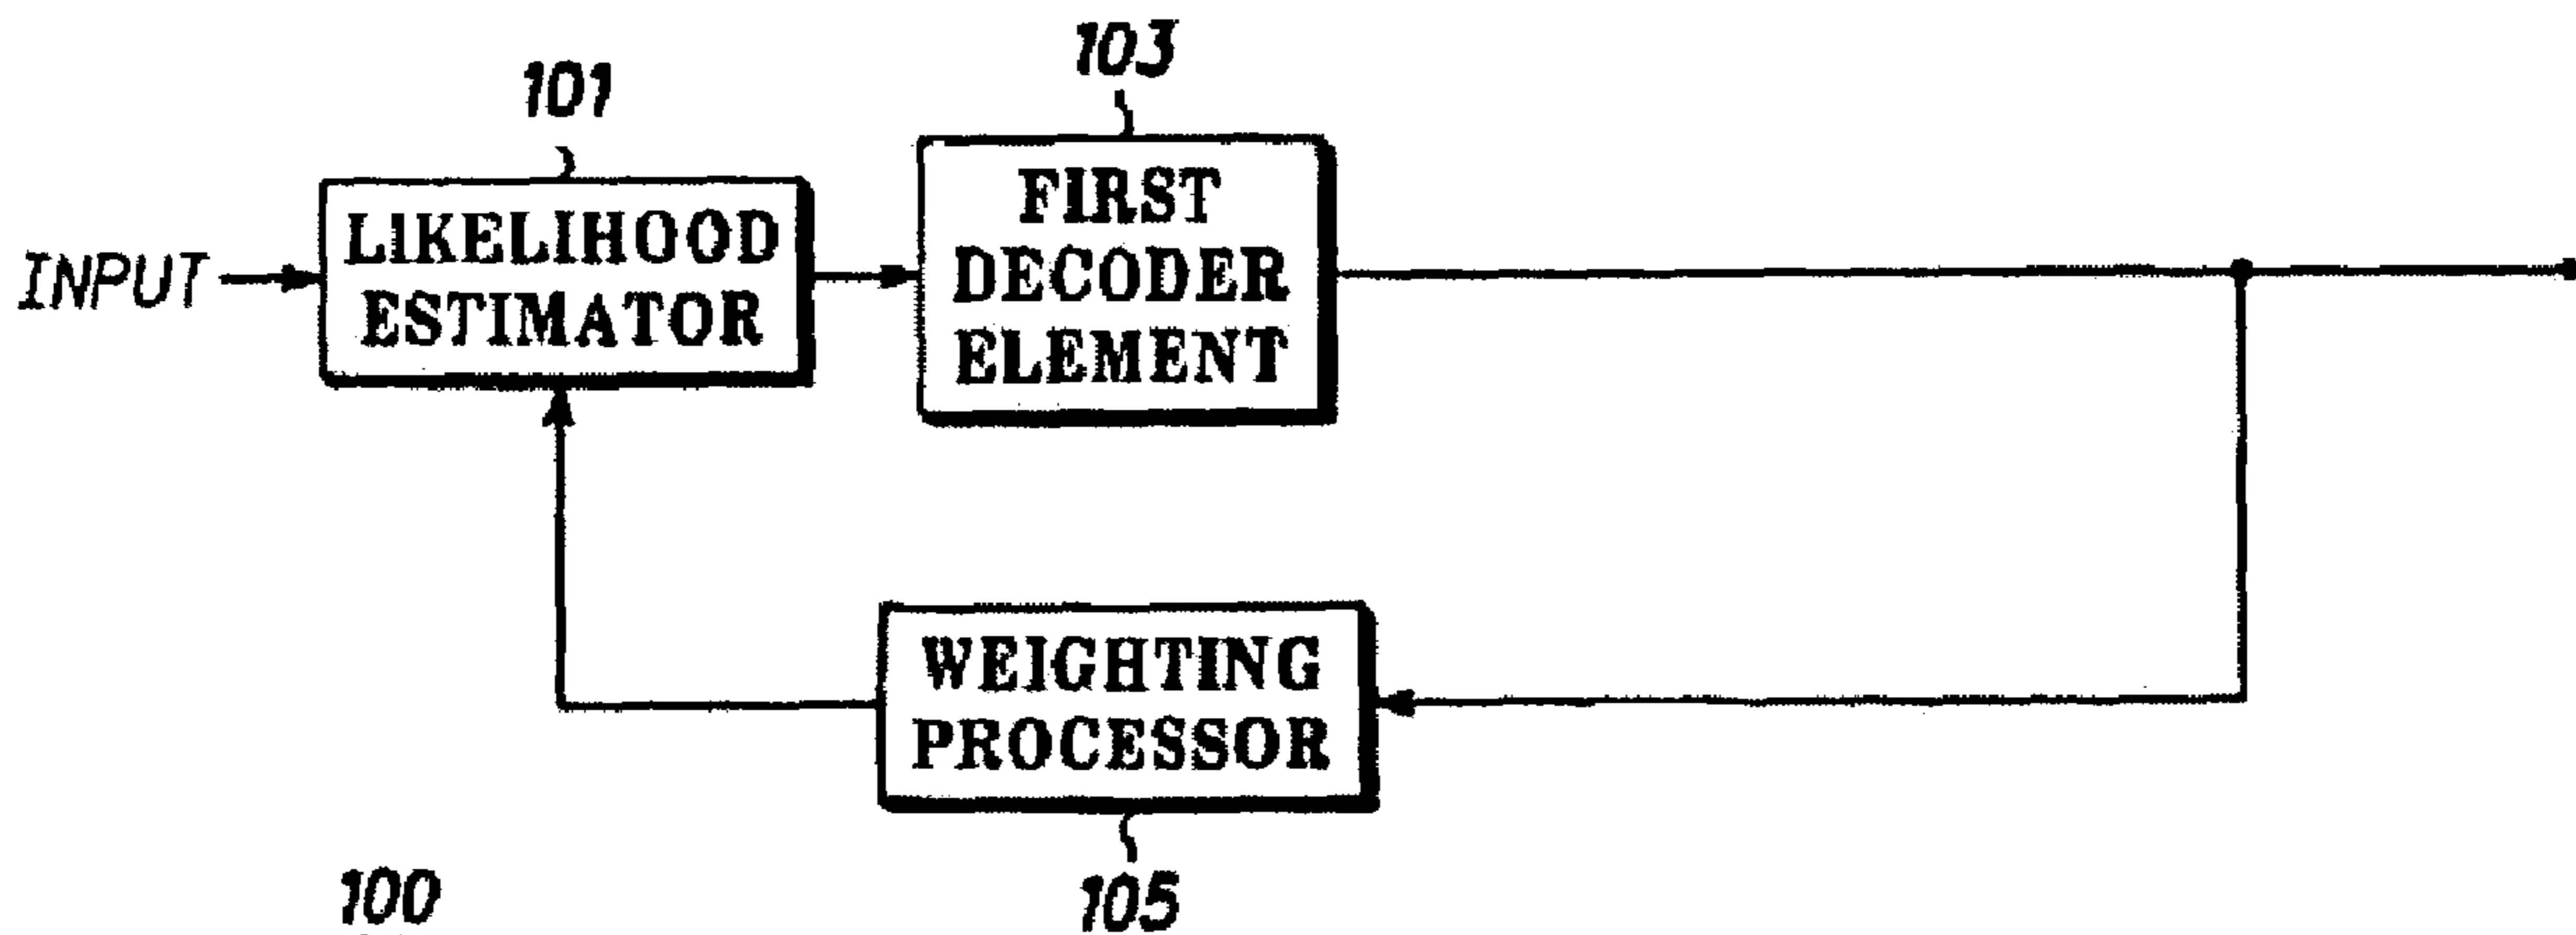 101
103
INPUT
LIKELIHOOD
ESTIMATOR
FIRST
DECODER
ELEMENT
WEIGHTING
PROCESSOR
105
100